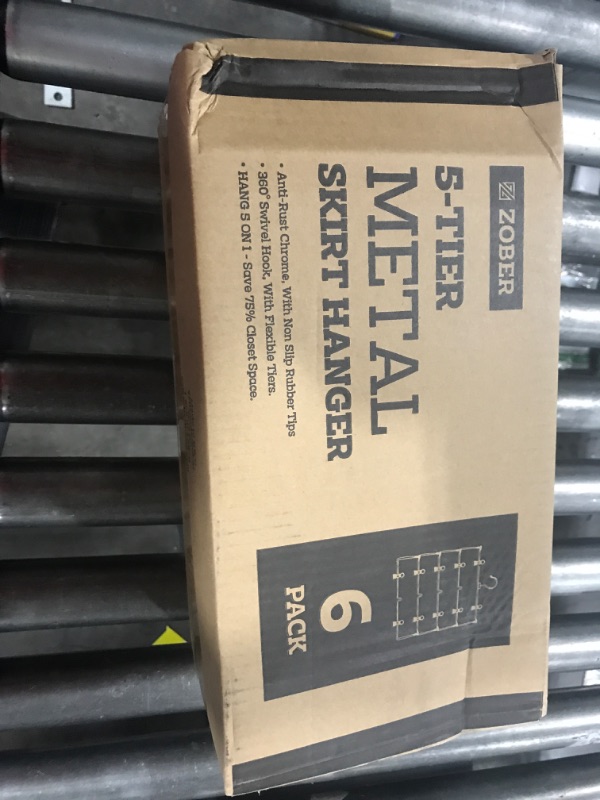 ZOBER
5-TIER
METAL
SKIRT HANGER
• Anti-Rust Chrome, With Non Slip Rubber Tips
• 360° Swivel Hook, With Flexible Tiers.
• HANG 5 ON 1 - Save 75% Closet Space.
6
PACK